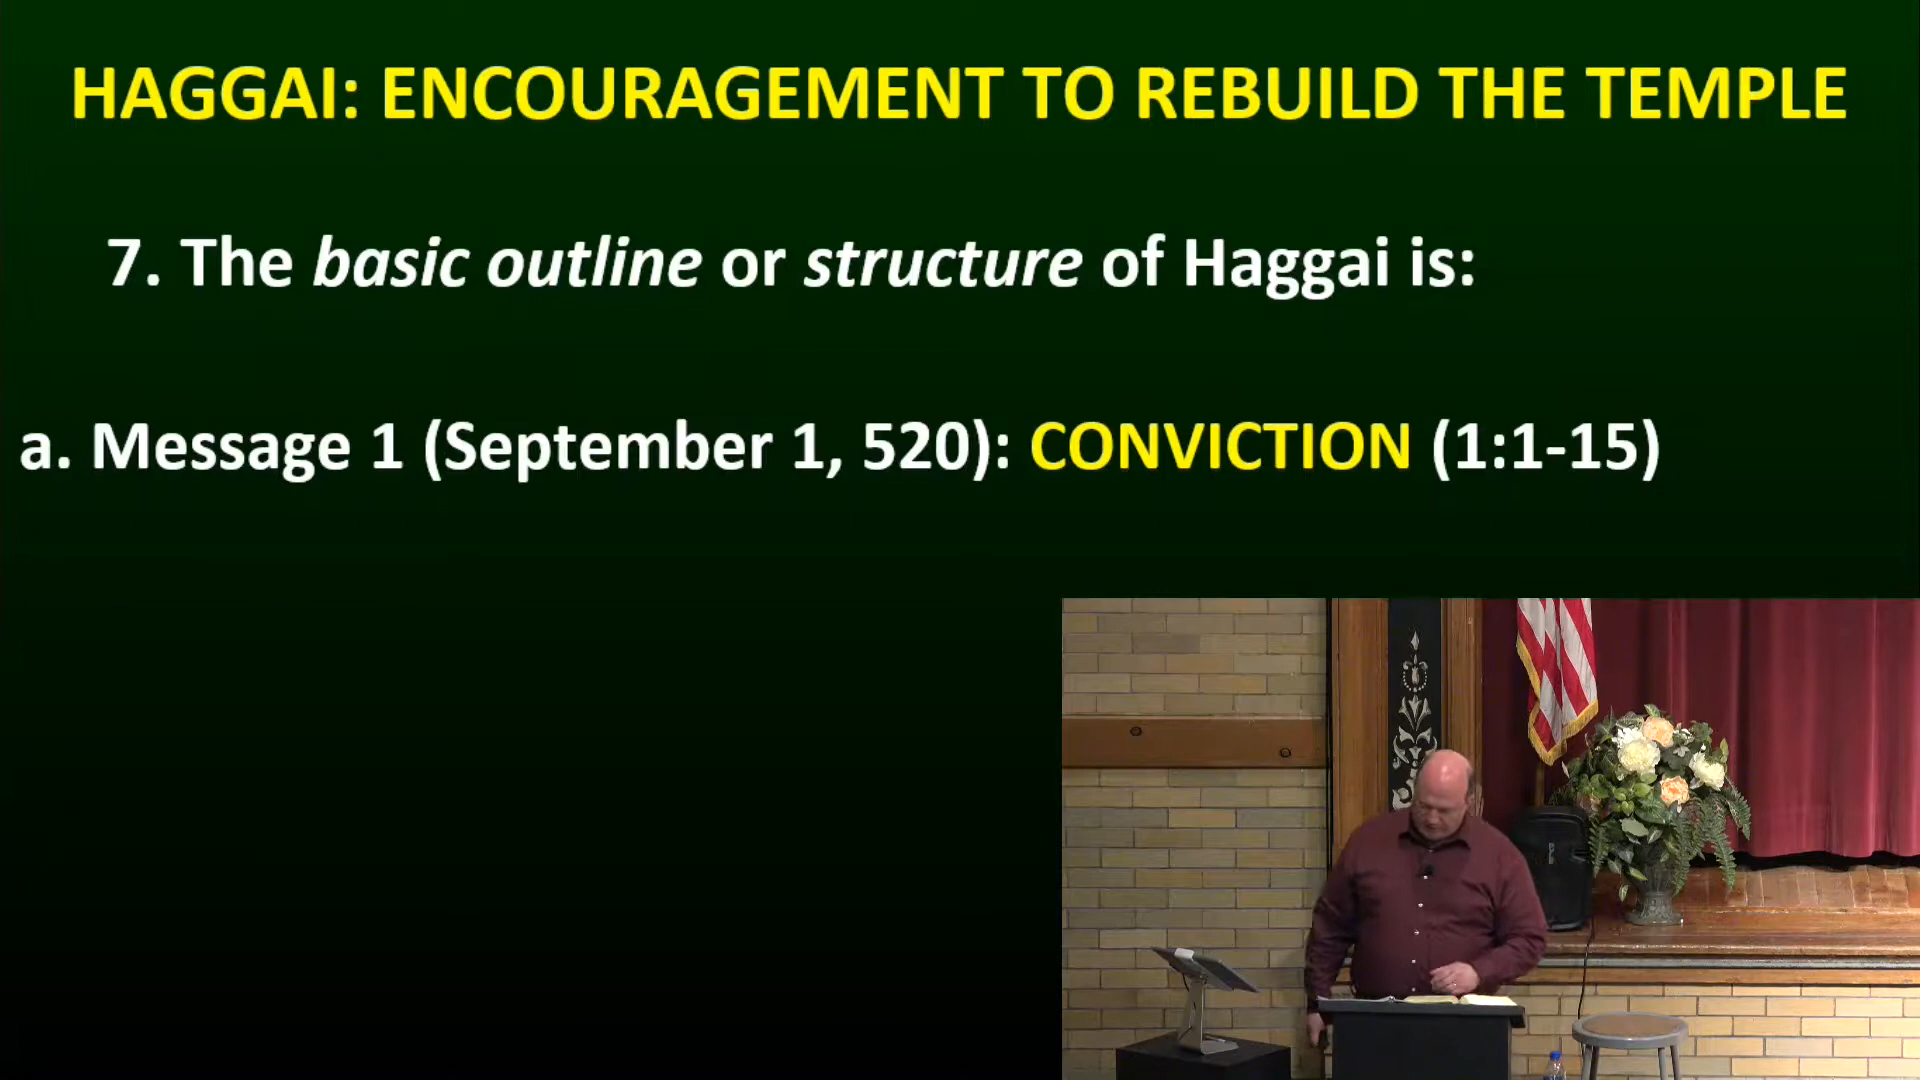 HAGGAI: ENCOURAGEMENT TO REBUILD THE TEMPLE
7. The basic outline or structure of Haggai is:
a. Message 1 (September 1, 520): CONVICTION (1:1-15)